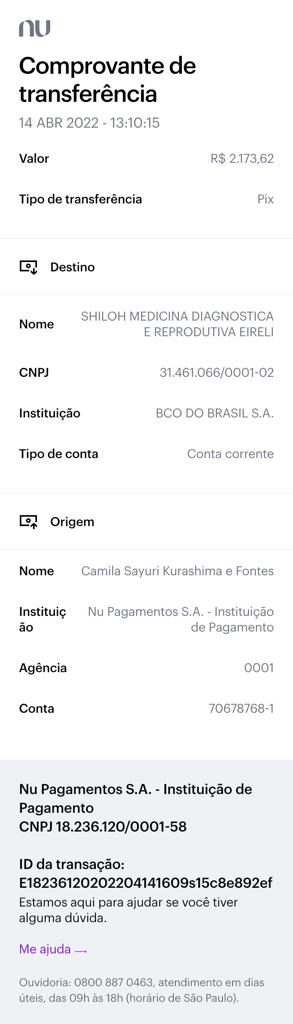 nu
Comprovante de
transferência
14 ABR 2022 - 13:10:15
Valor R$ 2.173,62
Tipo de transferência Pix
Destino
Nome SHILOH MEDICINA DIAGNOSTICA
E REPRODUTIVA EIRELI
CNPJ 31.461.066/0001-02
Instituição BCO DO BRASIL S.A.
Tipo de conta Conta corrente
Origem
Nome Camila Sayuri Kurashima e Fontes
Instituiç Nu Pagamentos S.A. - Instituição
ão de Pagamento
Agência 0001
Conta 70678768-1
Nu Pagamentos S.A. - Instituição de
Pagamento
CNPJ 18.236.120/0001-58
ID da transação:
E18236120202204141609s15c8e892ef
Estamos aqui para ajudar se você tiver
alguma dúvida.
Me ajuda →
Ouvidoria: 0800 887 0463, atendimento em dias
úteis, das 09h às 18h (horário de São Paulo).